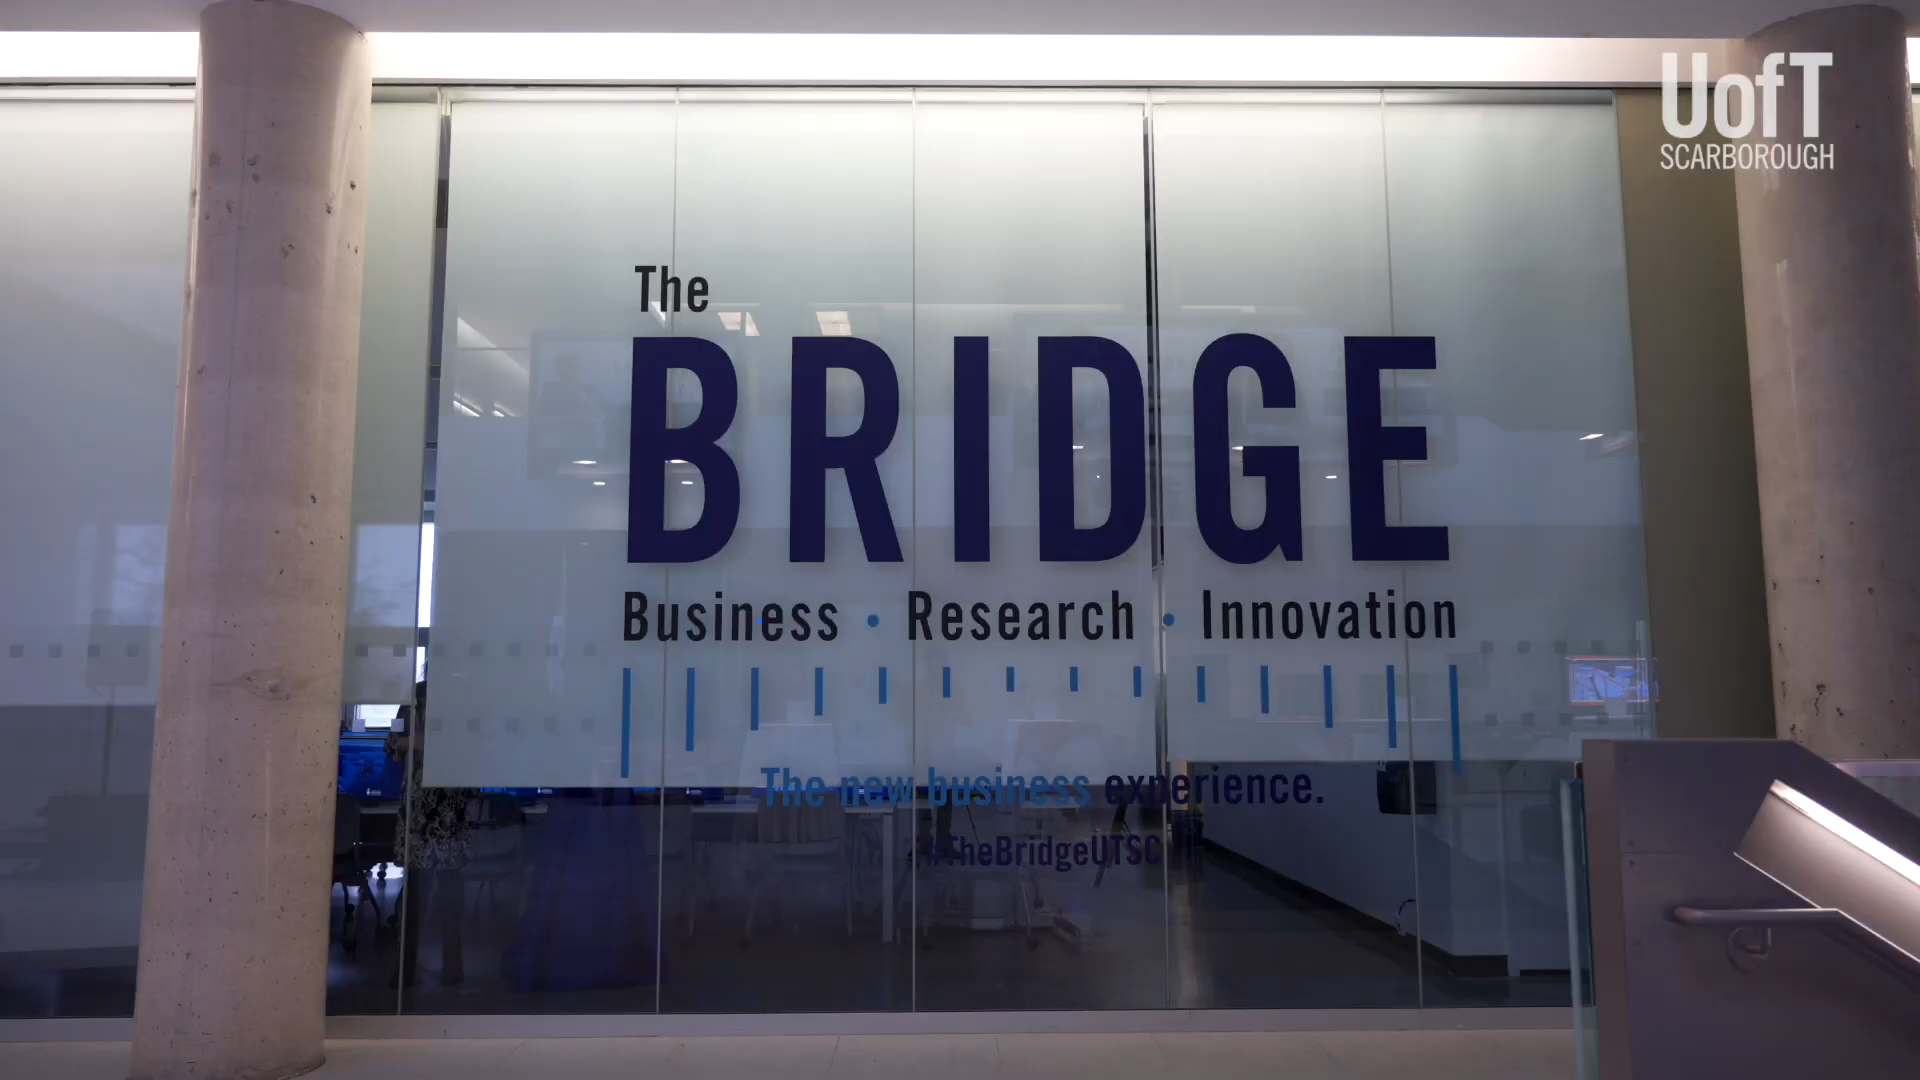 UofT
SCARBOROUGH
The
BRIDGE
Business • Research • Innovation
The new business experience.
#TheBridgeUTSC